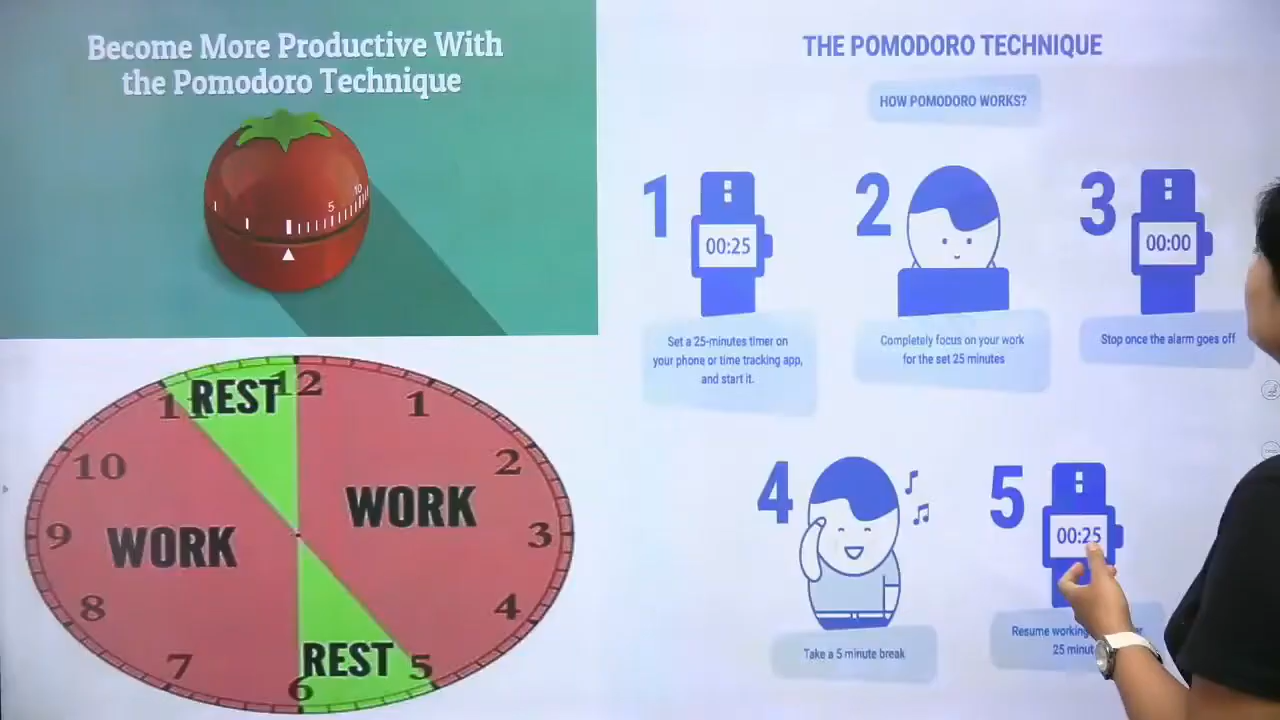 Become More Productive With
the Pomodoro Technique
5
10
THE POMODORO TECHNIQUE
HOW POMODORO WORKS?
1
00:25
Set a 25-minutes timer on
your phone or time tracking app,
and start it.
2
Completely focus on your work
for the set 25 minutes
3
00:00
Stop once the alarm goes off
4
Take a 5 minute break
5
00:25
Resume working
25
REST
12
11
1
10
2
WORK
WORK
9
3
8
4
7
REST
5
6